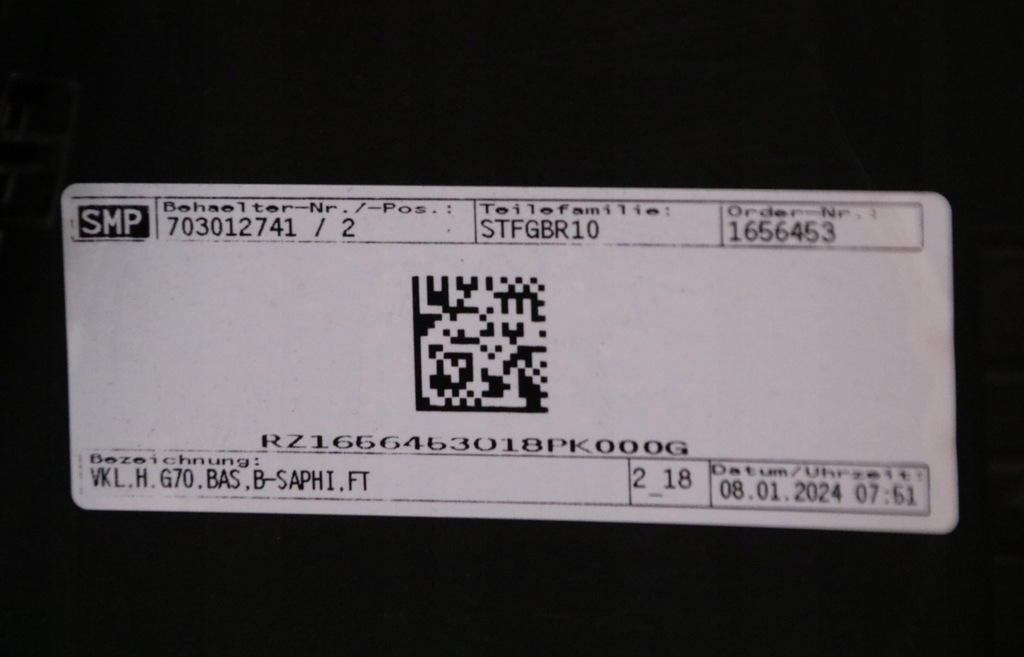 SMP Behaelter-Nr./-Pos.: Teilefamilie: Order-Nr.:
703012741 / 2 STFGBR10 1656453
RZ1656453018PK000G
Bezeichnung: Datum/Uhrzeit:
VKL.H.G70.BAS.B-SAPHI.FT 2_18 08.01.2024 07:51